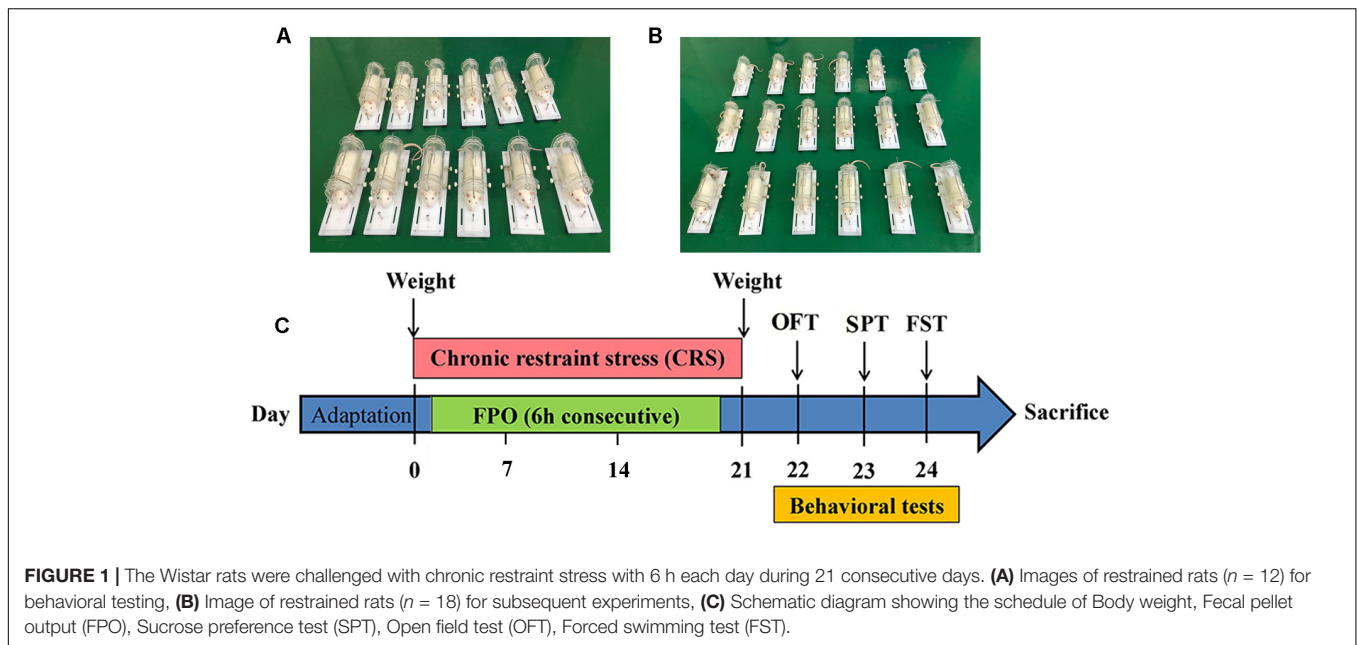 A
B
Weight
Weight
C
OFT
SPT
FST
Chronic restraint stress (CRS)
Day
Adaptation
FPO (6h consecutive)
Sacrifice
0
7
14
21
22
23
24
Behavioral tests
FIGURE 1 | The Wistar rats were challenged with chronic restraint stress with 6 h each day during 21 consecutive days. (A) Images of restrained rats (n = 12) for
behavioral testing, (B) Image of restrained rats (n = 18) for subsequent experiments, (C) Schematic diagram showing the schedule of Body weight, Fecal pellet
output (FPO), Sucrose preference test (SPT), Open field test (OFT), Forced swimming test (FST).